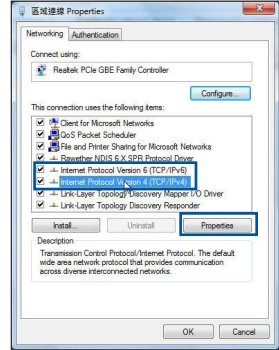 區域連線 Properties
Networking Authentication
Connect using:
Realtek PCIe GBE Family Controller
Configure...
This connection uses the following items:
Client for Microsoft Networks
QoS Packet Scheduler
File and Printer Sharing for Microsoft Networks
Rawether NDIS 6.X SPR Protocol Driver
Internet Protocol Version 6 (TCP/IPv6)
Internet Protocol Version 4 (TCP/IPv4)
Link-Layer Topology Discovery Mapper I/O Driver
Link-Layer Topology Discovery Responder
Install... Uninstall Properties
Description
Transmission Control Protocol/Internet Protocol. The default
wide area network protocol that provides communication
across diverse interconnected networks.
OK Cancel